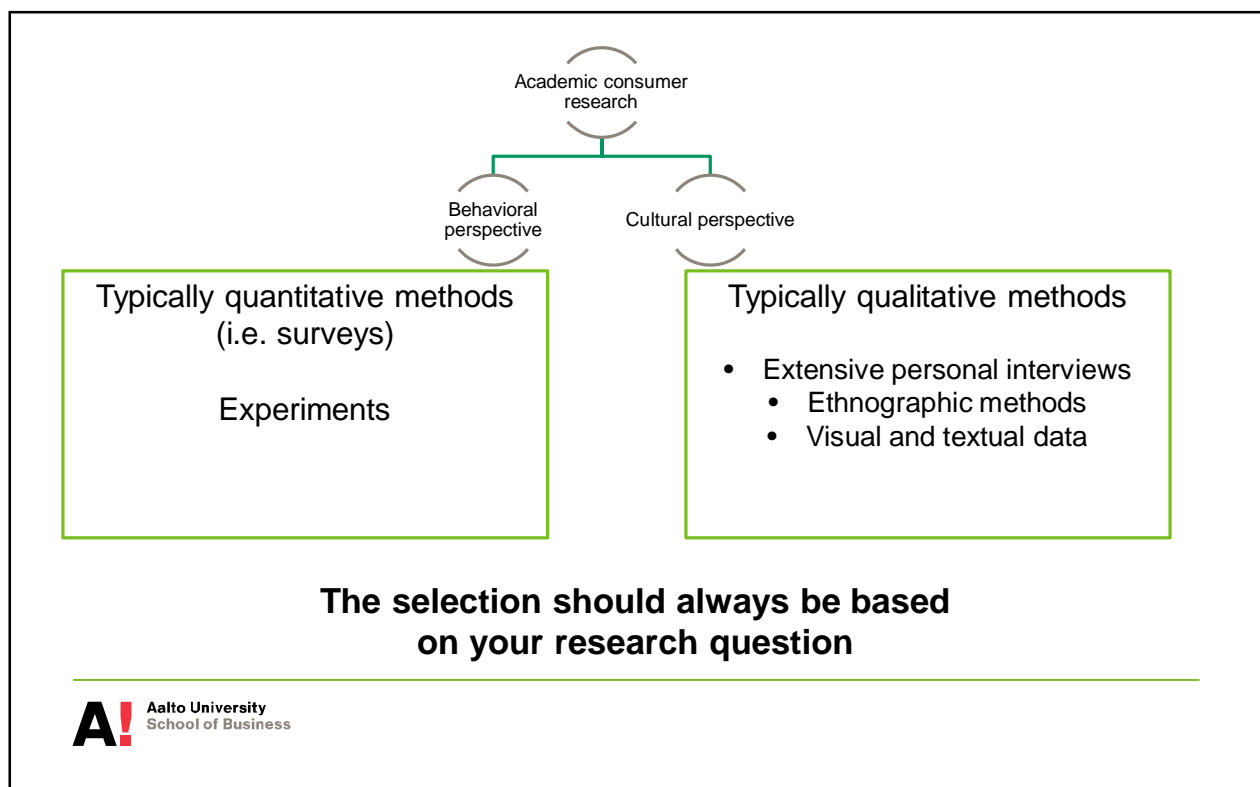 Academic consumer
research
Behavioral
perspective
Cultural perspective
Typically quantitative methods
(i.e. surveys)
Experiments
Typically qualitative methods
• Extensive personal interviews
• Ethnographic methods
• Visual and textual data
The selection should always be based
on your research question
A!
Aalto University
School of Business